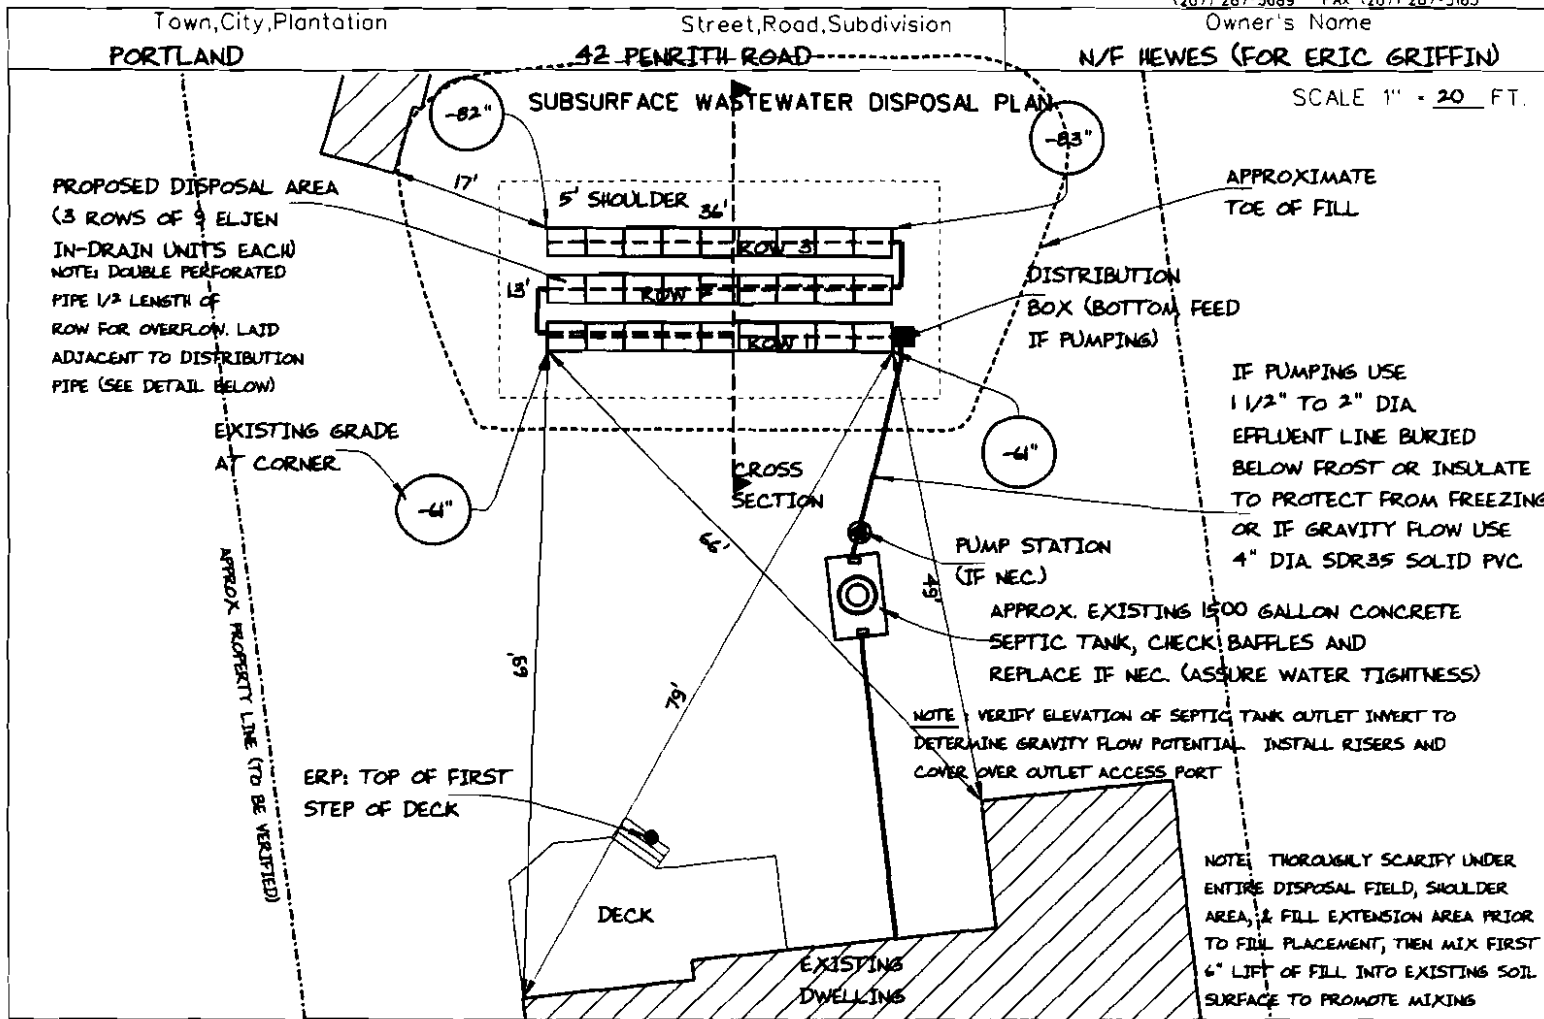 (207) 287-5689 FAX (207) 287-3165
Town,City,Plantation
Street,Road,Subdivision
Owner's Name
PORTLAND
42 PENRITH ROAD
N/F HEWES (FOR ERIC GRIFFIN)
SUBSURFACE WASTEWATER DISPOSAL PLAN
SCALE 1" = 20 FT.
-82"
-83"
17'
PROPOSED DISPOSAL AREA
(3 ROWS OF 9 ELJEN
IN-DRAIN UNITS EACH)
NOTE: DOUBLE PERFORATED
PIPE 1/2 LENGTH OF
ROW FOR OVERFLOW. LAID
ADJACENT TO DISTRIBUTION
PIPE (SEE DETAIL BELOW)
5' SHOULDER
36'
13'
ROW 3
ROW 2
ROW 1
APPROXIMATE
TOE OF FILL
DISTRIBUTION
BOX (BOTTOM FEED
IF PUMPING)
IF PUMPING USE
1 1/2" TO 2" DIA.
EFFLUENT LINE BURIED
BELOW FROST OR INSULATE
TO PROTECT FROM FREEZING
OR IF GRAVITY FLOW USE
4" DIA. SDR35 SOLID PVC
EXISTING GRADE
AT CORNER
-61"
-61"
CROSS
SECTION
66'
49'
69'
79'
PUMP STATION
(IF NEC.)
APPROX. EXISTING 1500 GALLON CONCRETE
SEPTIC TANK, CHECK BAFFLES AND
REPLACE IF NEC. (ASSURE WATER TIGHTNESS)
NOTE: VERIFY ELEVATION OF SEPTIC TANK OUTLET INVERT TO
DETERMINE GRAVITY FLOW POTENTIAL. INSTALL RISERS AND
COVER OVER OUTLET ACCESS PORT
APPROX PROPERTY LINE (TO BE VERIFIED)
ERP: TOP OF FIRST
STEP OF DECK
DECK
EXISTING
DWELLING
NOTE: THOROUGHLY SCARIFY UNDER
ENTIRE DISPOSAL FIELD, SHOULDER
AREA, & FILL EXTENSION AREA PRIOR
TO FILL PLACEMENT, THEN MIX FIRST
6" LIFT OF FILL INTO EXISTING SOIL
SURFACE TO PROMOTE MIXING